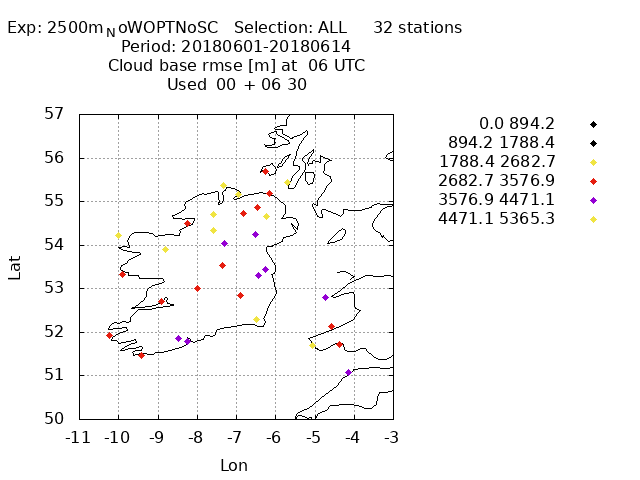 Exp: 2500mNoWOPTNoSC Selection: ALL 32 stations
Period: 20180601-20180614
Cloud base rmse [m] at 06 UTC
Used 00 + 06 30
0.0 894.2
894.2 1788.4
1788.4 2682.7
2682.7 3576.9
3576.9 4471.1
4471.1 5365.3
57
56
55
54
53
52
51
50
Lat
-11 -10 -9 -8 -7 -6 -5 -4 -3
Lon